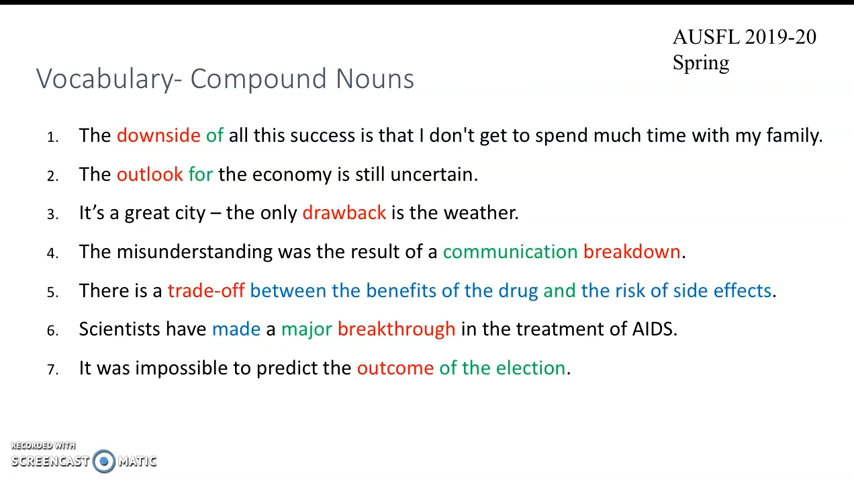 AUSFL 2019-20
Spring
Vocabulary- Compound Nouns
1. The downside of all this success is that I don't get to spend much time with my family.
2. The outlook for the economy is still uncertain.
3. It’s a great city – the only drawback is the weather.
4. The misunderstanding was the result of a communication breakdown.
5. There is a trade-off between the benefits of the drug and the risk of side effects.
6. Scientists have made a major breakthrough in the treatment of AIDS.
7. It was impossible to predict the outcome of the election.
RECORDED WITH
SCREENCAST MATIC